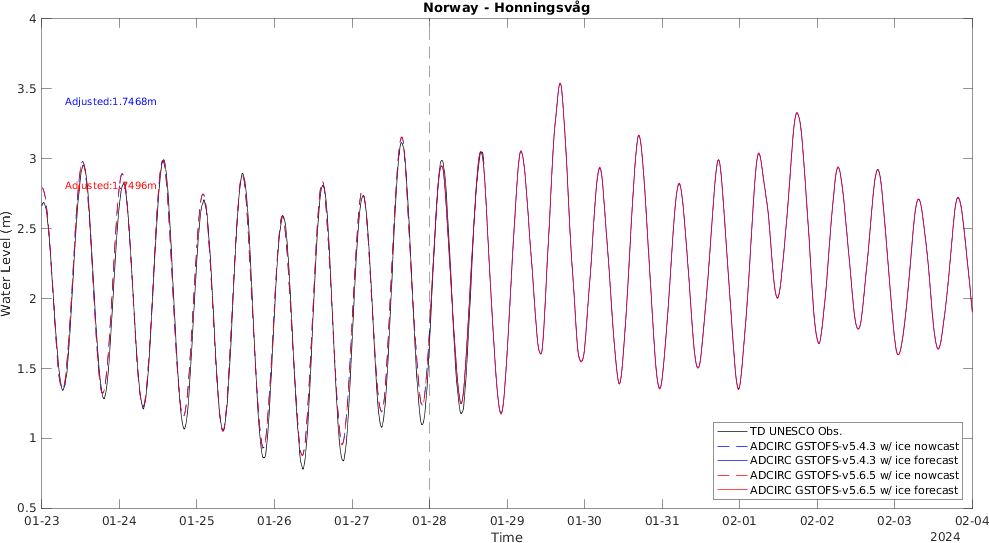 Norway - Honningsvåg
4
3.5
3
2.5
2
1.5
1
0.5
Water Level (m)
Adjusted:1.7468m
Adjusted:1.7496m
TD UNESCO Obs.
ADCIRC GSTOFS-v5.4.3 w/ ice nowcast
ADCIRC GSTOFS-v5.4.3 w/ ice forecast
ADCIRC GSTOFS-v5.6.5 w/ ice nowcast
ADCIRC GSTOFS-v5.6.5 w/ ice forecast
01-23 01-24 01-25 01-26 01-27 01-28 01-29 01-30 01-31 02-01 02-02 02-03 02-04
Time
2024